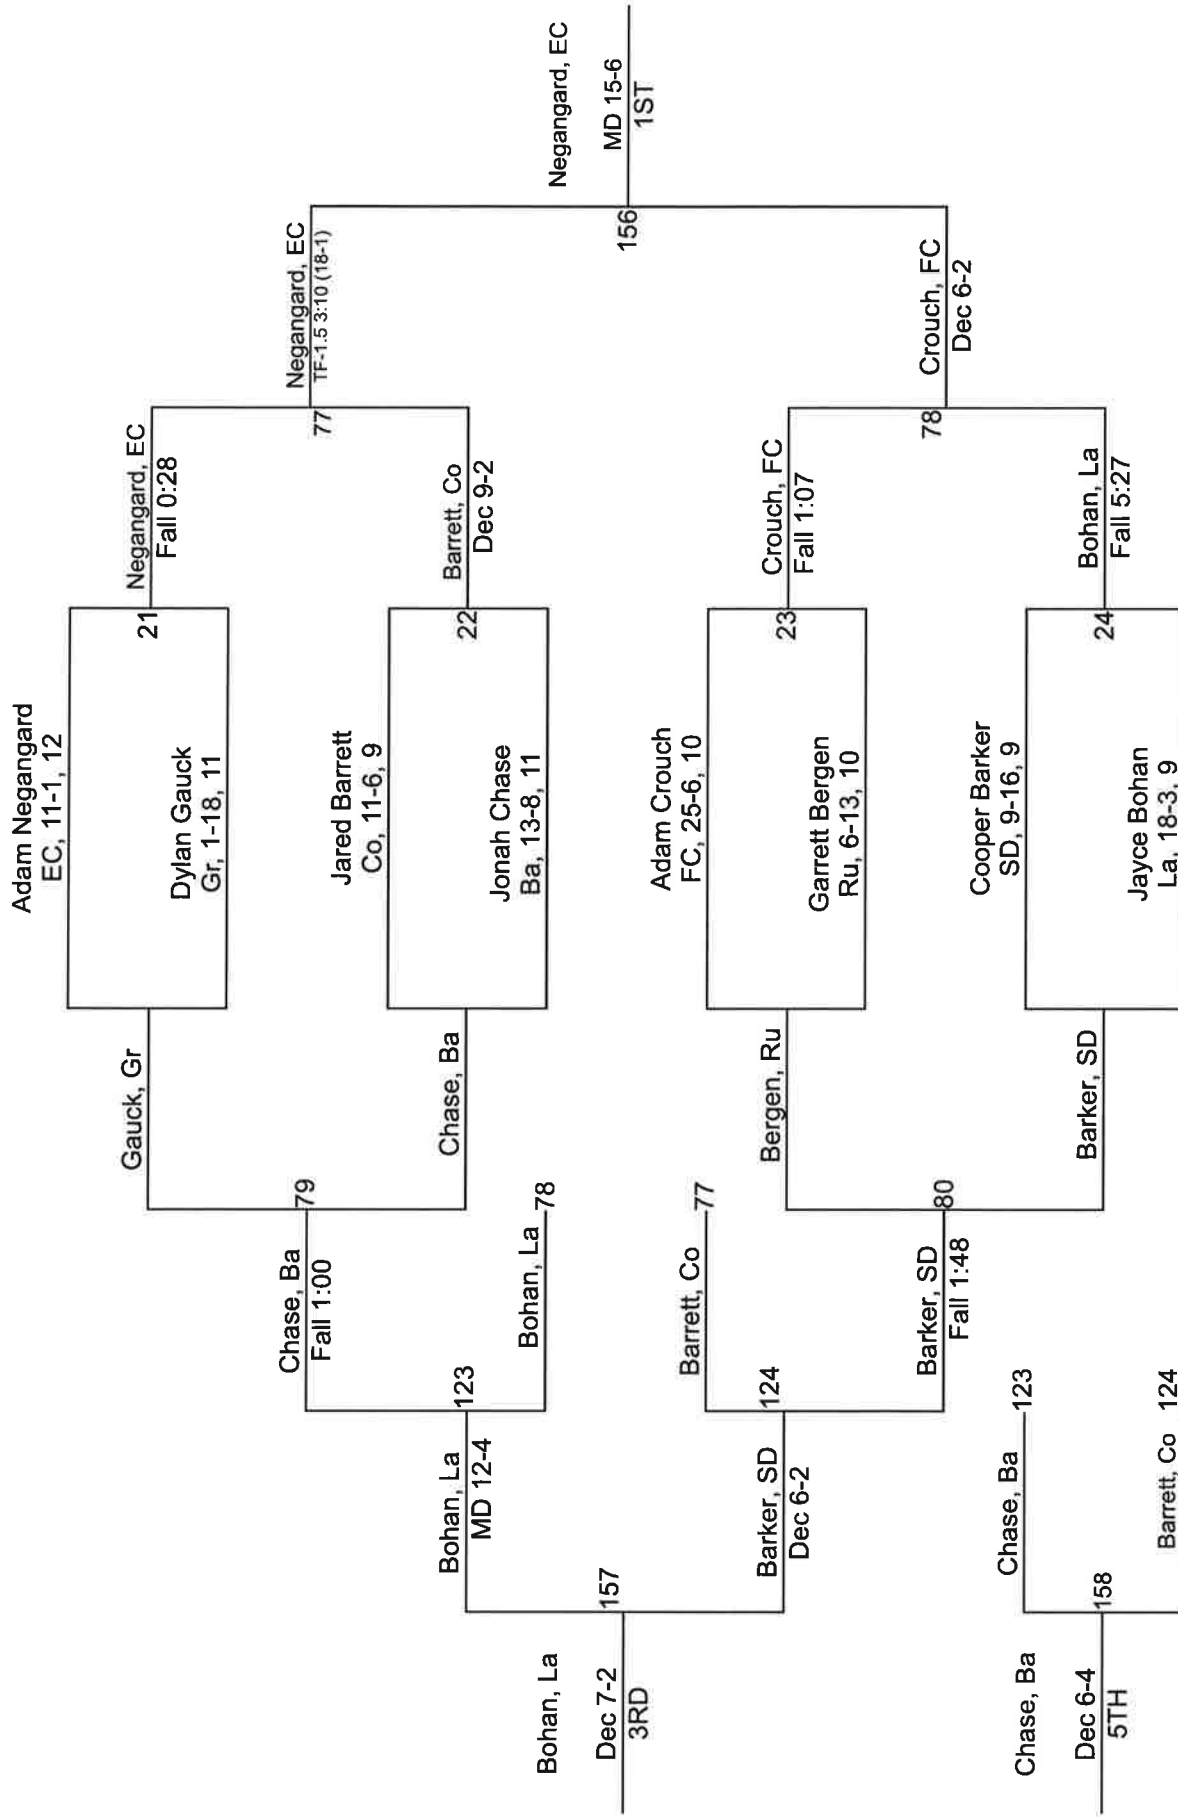 Adam Negangard
EC, 11-1, 12
21
Dylan Gauck
Gr, 1-18, 11
Jared Barrett
Co, 11-6, 9
22
Jonah Chase
Ba, 13-8, 11
Adam Crouch
FC, 25-6, 10
23
Garrett Bergen
Ru, 6-13, 10
Cooper Barker
SD, 9-16, 9
24
Jayce Bohan
La, 18-3, 9
Negangard, EC
Fall 0:28
Barrett, Co
Dec 9-2
Crouch, FC
Fall 1:07
Bohan, La
Fall 5:27
77
78
Negangard, EC
TF-1.5 3:10 (18-1)
Crouch, FC
Dec 6-2
156
Negangard, EC
MD 15-6
1ST
Gauck, Gr
Chase, Ba
Bergen, Ru
Barker, SD
79
Bohan, La 78
Barrett, Co 77
80
Chase, Ba
Fall 1:00
Barker, SD
Fall 1:48
123
124
Chase, Ba 123
Barrett, Co 124
Bohan, La
MD 12-4
Barker, SD
Dec 6-2
157
158
Bohan, La
Dec 7-2
3RD
Chase, Ba
Dec 6-4
5TH